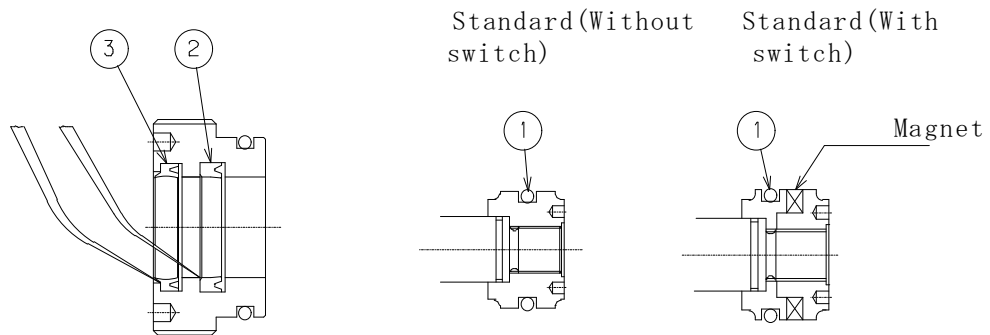 Standard(Without
switch)
Standard(With
switch)
3
2
1
1
Magnet